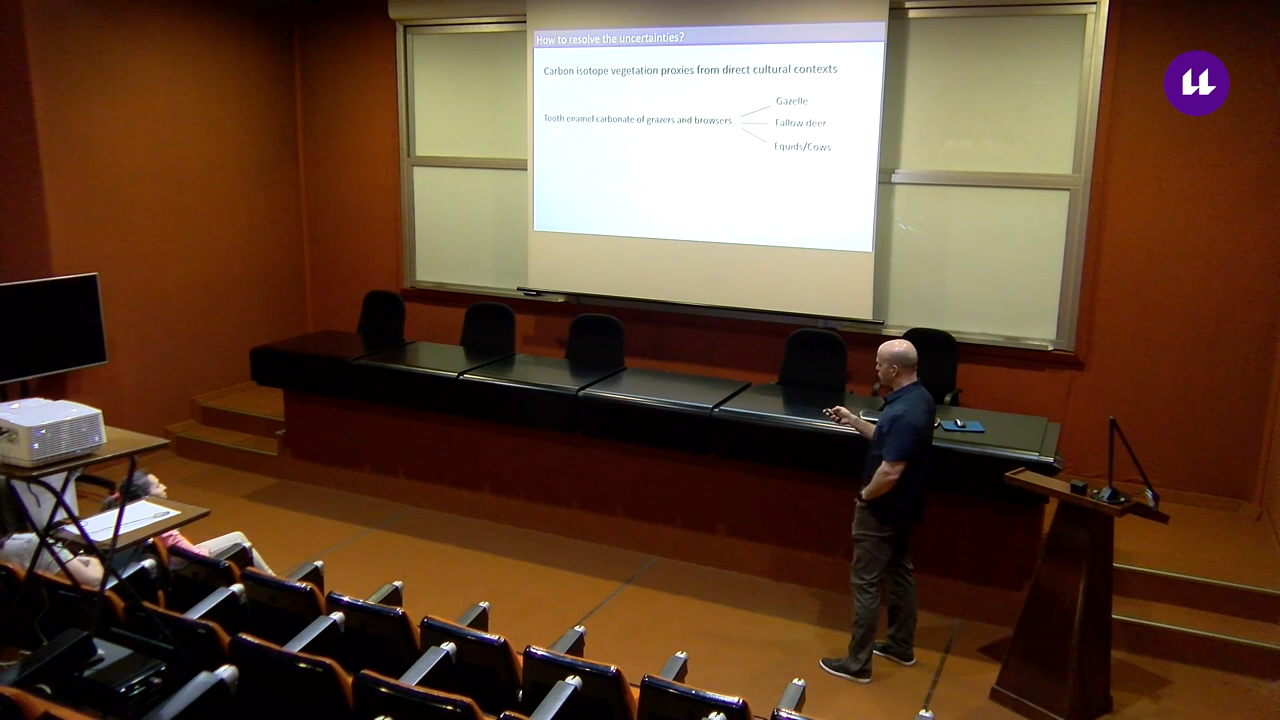 How to resolve the uncertainties?
Carbon isotope vegetation proxies from direct cultural contexts
Gazelle
Tooth enamel carbonate of grazers and browsers
Fallow deer
Equids/Cows